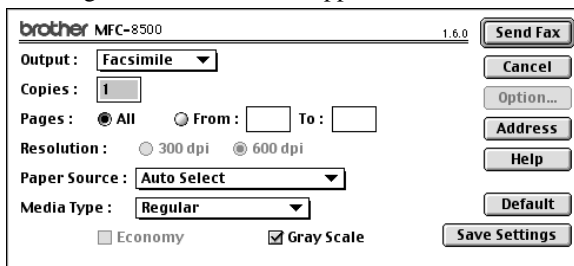 brother MFC-8500 1.6.0 Send Fax
Output : Facsimile Cancel
Copies : 1 Option...
Pages : All From : To : Address
Resolution : 300 dpi 600 dpi Help
Paper Source : Auto Select
Media Type : Regular Default
Economy Gray Scale Save Settings